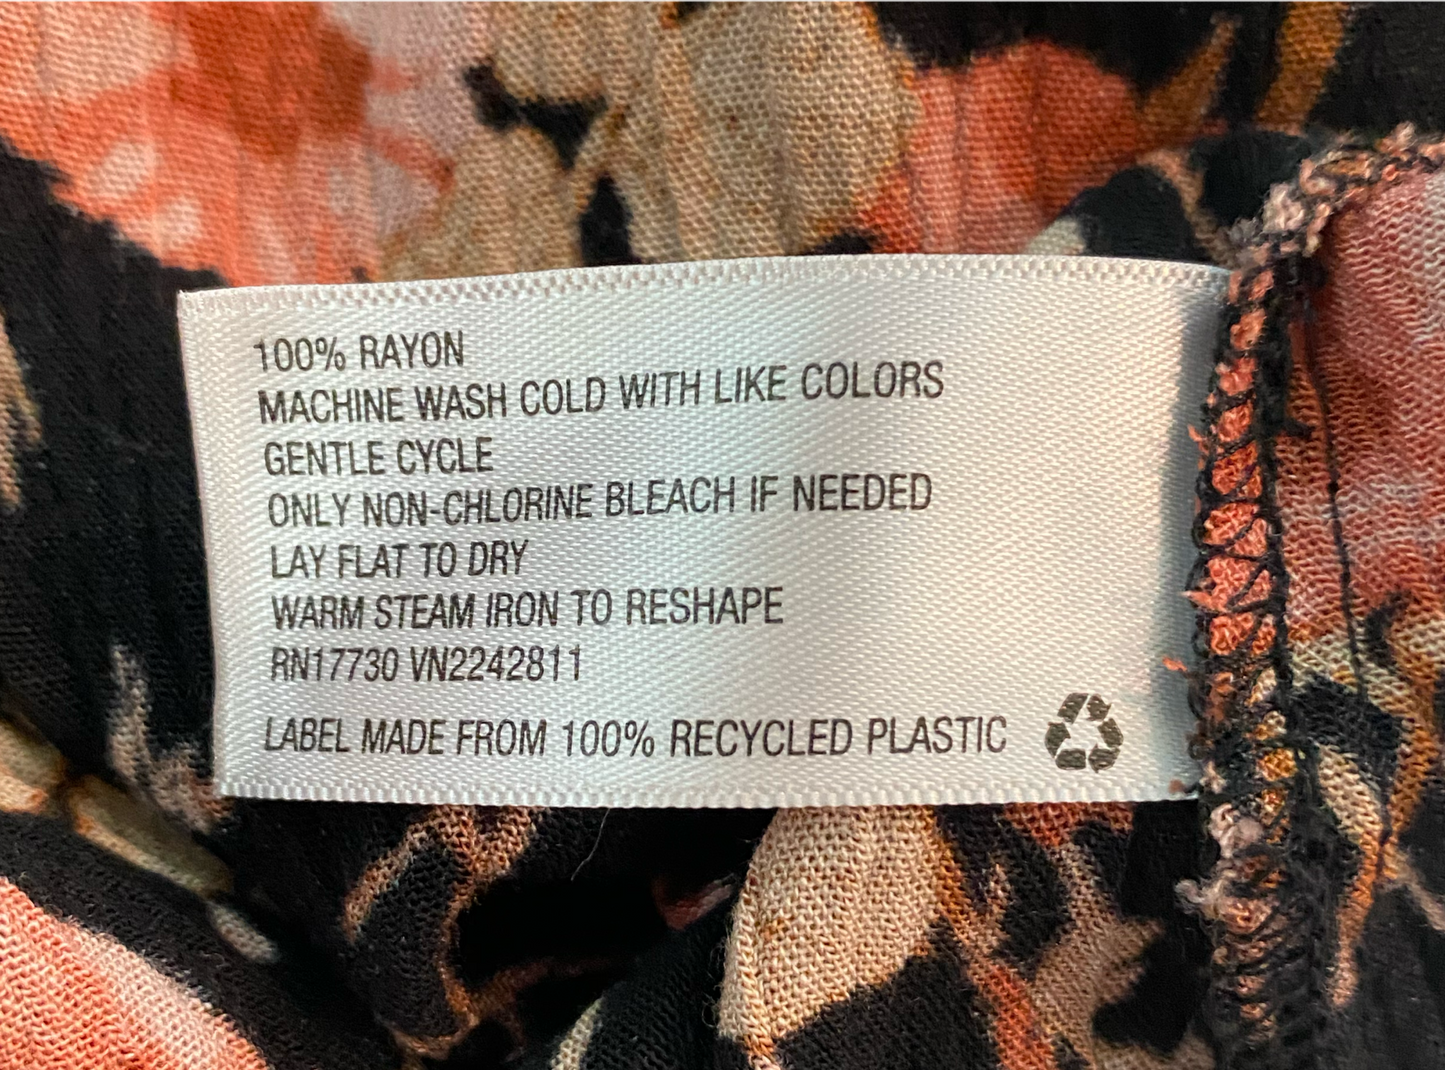 100% RAYON
MACHINE WASH COLD WITH LIKE COLORS
GENTLE CYCLE
ONLY NON-CHLORINE BLEACH IF NEEDED
LAY FLAT TO DRY
WARM STEAM IRON TO RESHAPE
RN17730 VN2242811
LABEL MADE FROM 100% RECYCLED PLASTIC